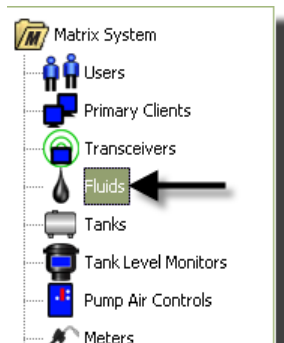 Matrix System
Users
Primary Clients
Transceivers
Fluids
Tanks
Tank Level Monitors
Pump Air Controls
Meters